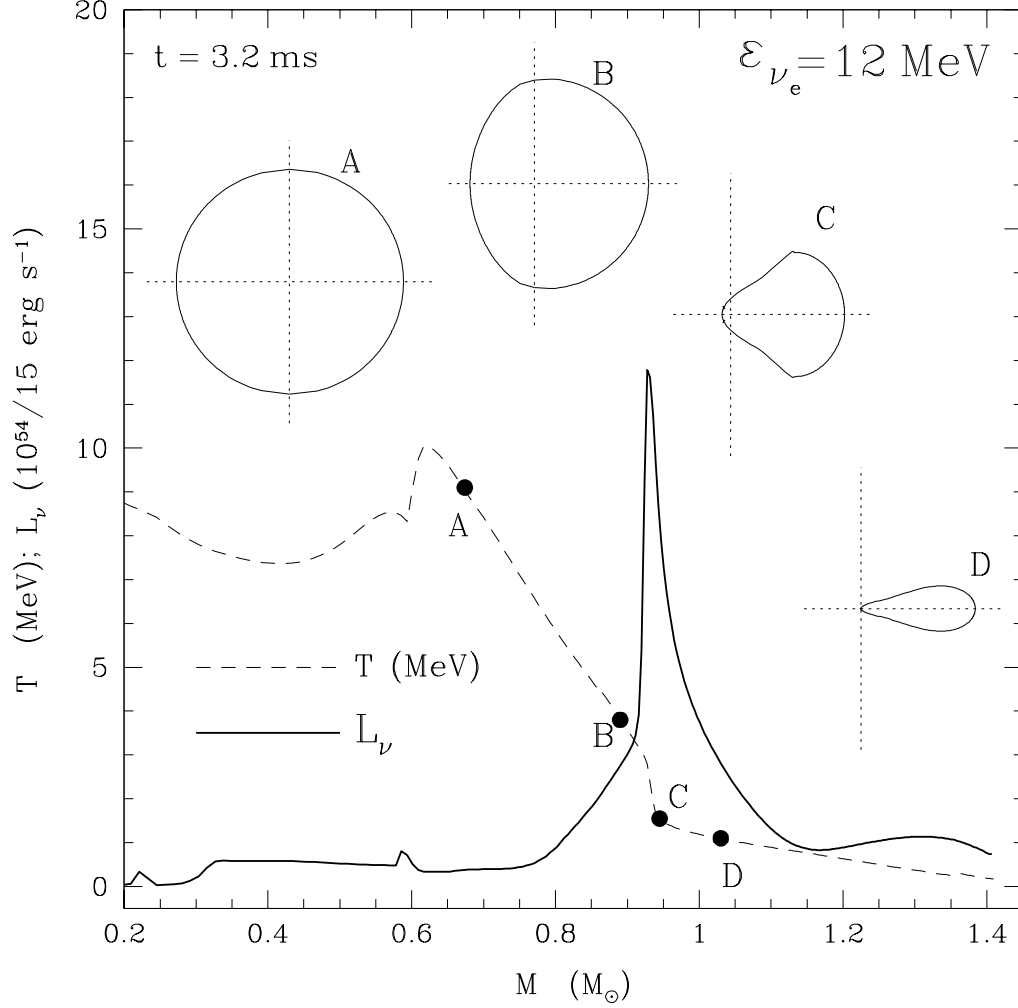 t = 3.2 ms
ℰνₑ = 12 MeV
A
B
C
D
T (MeV); Lν (10⁵⁴/15 erg s⁻¹)
20
15
10
5
0
A
B
C
D
T (MeV)
Lν
0.2 0.4 0.6 0.8 1 1.2 1.4
M (M⊙)